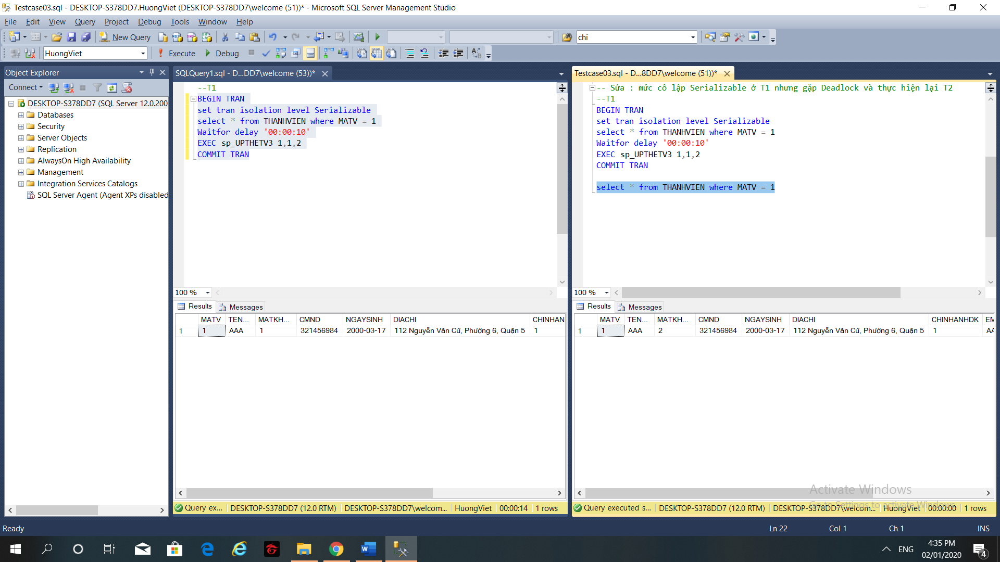 Testcase03.sql - DESKTOP-S378DD7.HuongViet (DESKTOP-S378DD7\welcome (51))* - Microsoft SQL Server Management Studio
File Edit View Query Project Debug Tools Window Help
New Query
chi
HuongViet Execute Debug
Object Explorer
Connect
DESKTOP-S378DD7 (SQL Server 12.0.200
Databases
Security
Server Objects
Replication
AlwaysOn High Availability
Management
Integration Services Catalogs
SQL Server Agent (Agent XPs disabled
SQLQuery1.sql - D...DD7\welcome (53))*
--T1
BEGIN TRAN
set tran isolation level Serializable
select * from THANHVIEN where MATV = 1
Waitfor delay '00:00:10'
EXEC sp_UPTHETV3 1,1,2
COMMIT TRAN
100 %
Results Messages
MATV TEN... MATKH... CMND NGAYSINH DIACHI CHINHAN
1 1 AAA 1 321456984 2000-03-17 112 Nguyễn Văn Cừ, Phường 6, Quận 5 1
Query ex... DESKTOP-S378DD7 (12.0 RTM) DESKTOP-S378DD7\welcom... HuongViet 00:00:14 1 rows
Testcase03.sql - D...8DD7\welcome (51))*
-- Sửa : mức cô lập Serializable ở T1 nhưng gặp Deadlock và thực hiện lại T2
--T1
BEGIN TRAN
set tran isolation level Serializable
select * from THANHVIEN where MATV = 1
Waitfor delay '00:00:10'
EXEC sp_UPTHETV3 1,1,2
COMMIT TRAN
select * from THANHVIEN where MATV = 1
100 %
Results Messages
MATV TEN... MATKH... CMND NGAYSINH DIACHI CHINHANHDK EM
1 1 AAA 2 321456984 2000-03-17 112 Nguyễn Văn Cừ, Phường 6, Quận 5 1 AA
Activate Windows
Go to Settings to activate Windows.
Query executed s... DESKTOP-S378DD7 (12.0 RTM) DESKTOP-S378DD7\welcom... HuongViet 00:00:00 1 rows
Ready Ln 22 Col 1 Ch 1 INS
ENG
4:35 PM
02/01/2020
4